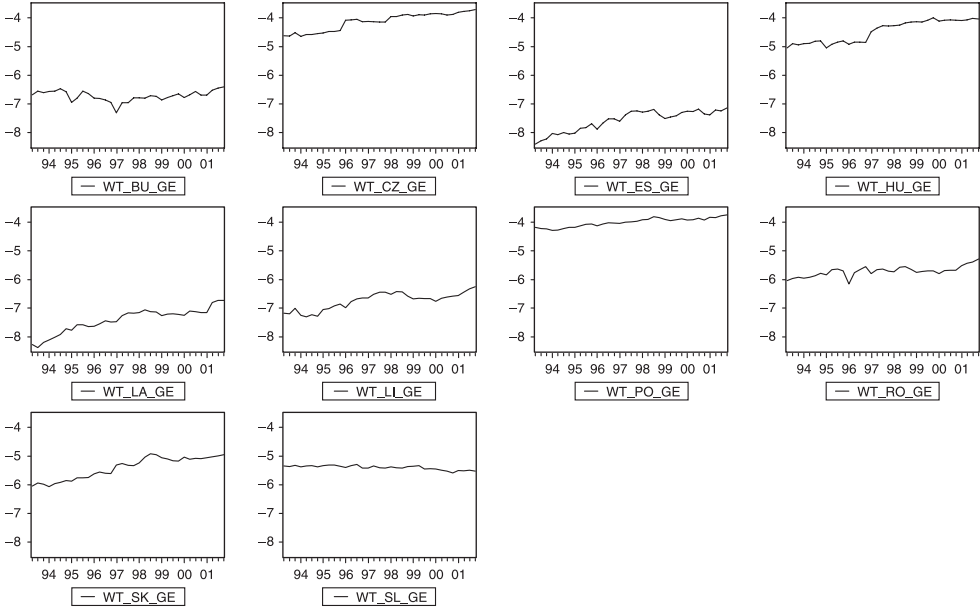 −4 −4 −4 −4
−5 −5 −5 −5
−6 −6 −6 −6
−7 −7 −7 −7
−8 −8 −8 −8
94 95 96 97 98 99 00 01 94 95 96 97 98 99 00 01 94 95 96 97 98 99 00 01 94 95 96 97 98 99 00 01
WT_BU_GE WT_CZ_GE WT_ES_GE WT_HU_GE
−4 −4 −4 −4
−5 −5 −5 −5
−6 −6 −6 −6
−7 −7 −7 −7
−8 −8 −8 −8
94 95 96 97 98 99 00 01 94 95 96 97 98 99 00 01 94 95 96 97 98 99 00 01 94 95 96 97 98 99 00 01
WT_LA_GE WT_LI_GE WT_PO_GE WT_RO_GE
−4 −4
−5 −5
−6 −6
−7 −7
−8 −8
94 95 96 97 98 99 00 01 94 95 96 97 98 99 00 01
WT_SK_GE WT_SL_GE